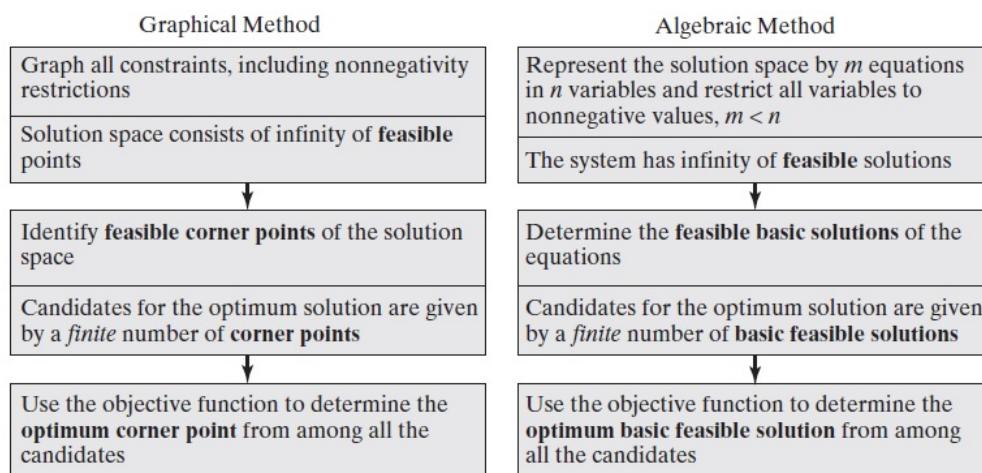 Graphical Method
Graph all constraints, including nonnegativity
restrictions
Solution space consists of infinity of feasible
points
Identify feasible corner points of the solution
space
Candidates for the optimum solution are given
by a finite number of corner points
Use the objective function to determine the
optimum corner point from among all the
candidates
Algebraic Method
Represent the solution space by m equations
in n variables and restrict all variables to
nonnegative values, m < n
The system has infinity of feasible solutions
Determine the feasible basic solutions of the
equations
Candidates for the optimum solution are given
by a finite number of basic feasible solutions
Use the objective function to determine the
optimum basic feasible solution from among
all the candidates